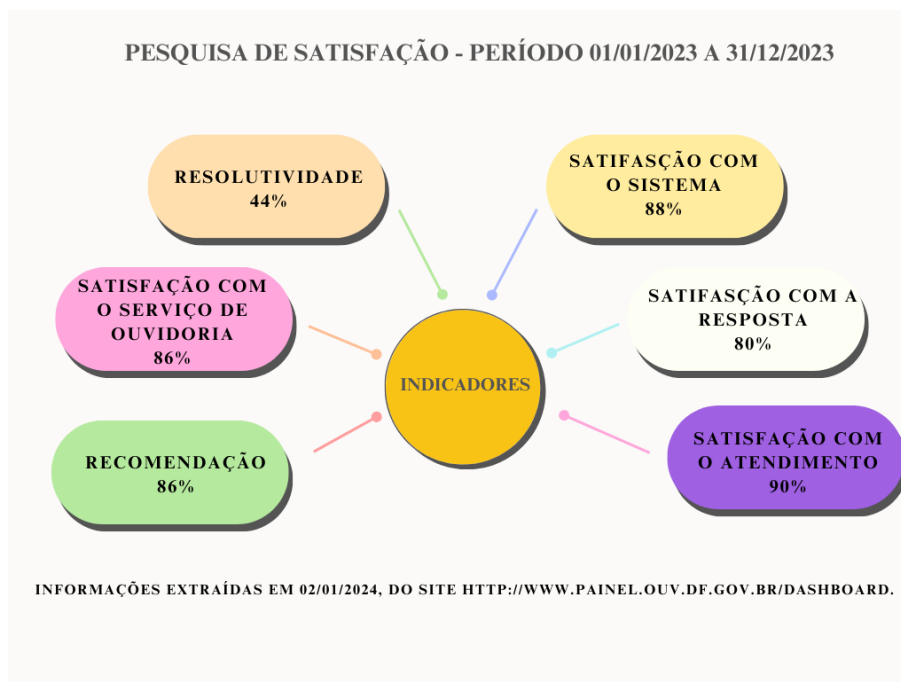 PESQUISA DE SATISFAÇÃO - PERÍODO 01/01/2023 A 31/12/2023
RESOLUTIVIDADE
44%
SATIFASÇÃO COM
O SISTEMA
88%
SATISFAÇÃO COM
O SERVIÇO DE
OUVIDORIA
86%
SATIFASÇÃO COM A
RESPOSTA
80%
INDICADORES
RECOMENDAÇÃO
86%
SATISFAÇÃO COM
O ATENDIMENTO
90%
INFORMAÇÕES EXTRAÍDAS EM 02/01/2024, DO SITE HTTP://WWW.PAINEL.OUV.DF.GOV.BR/DASHBOARD.